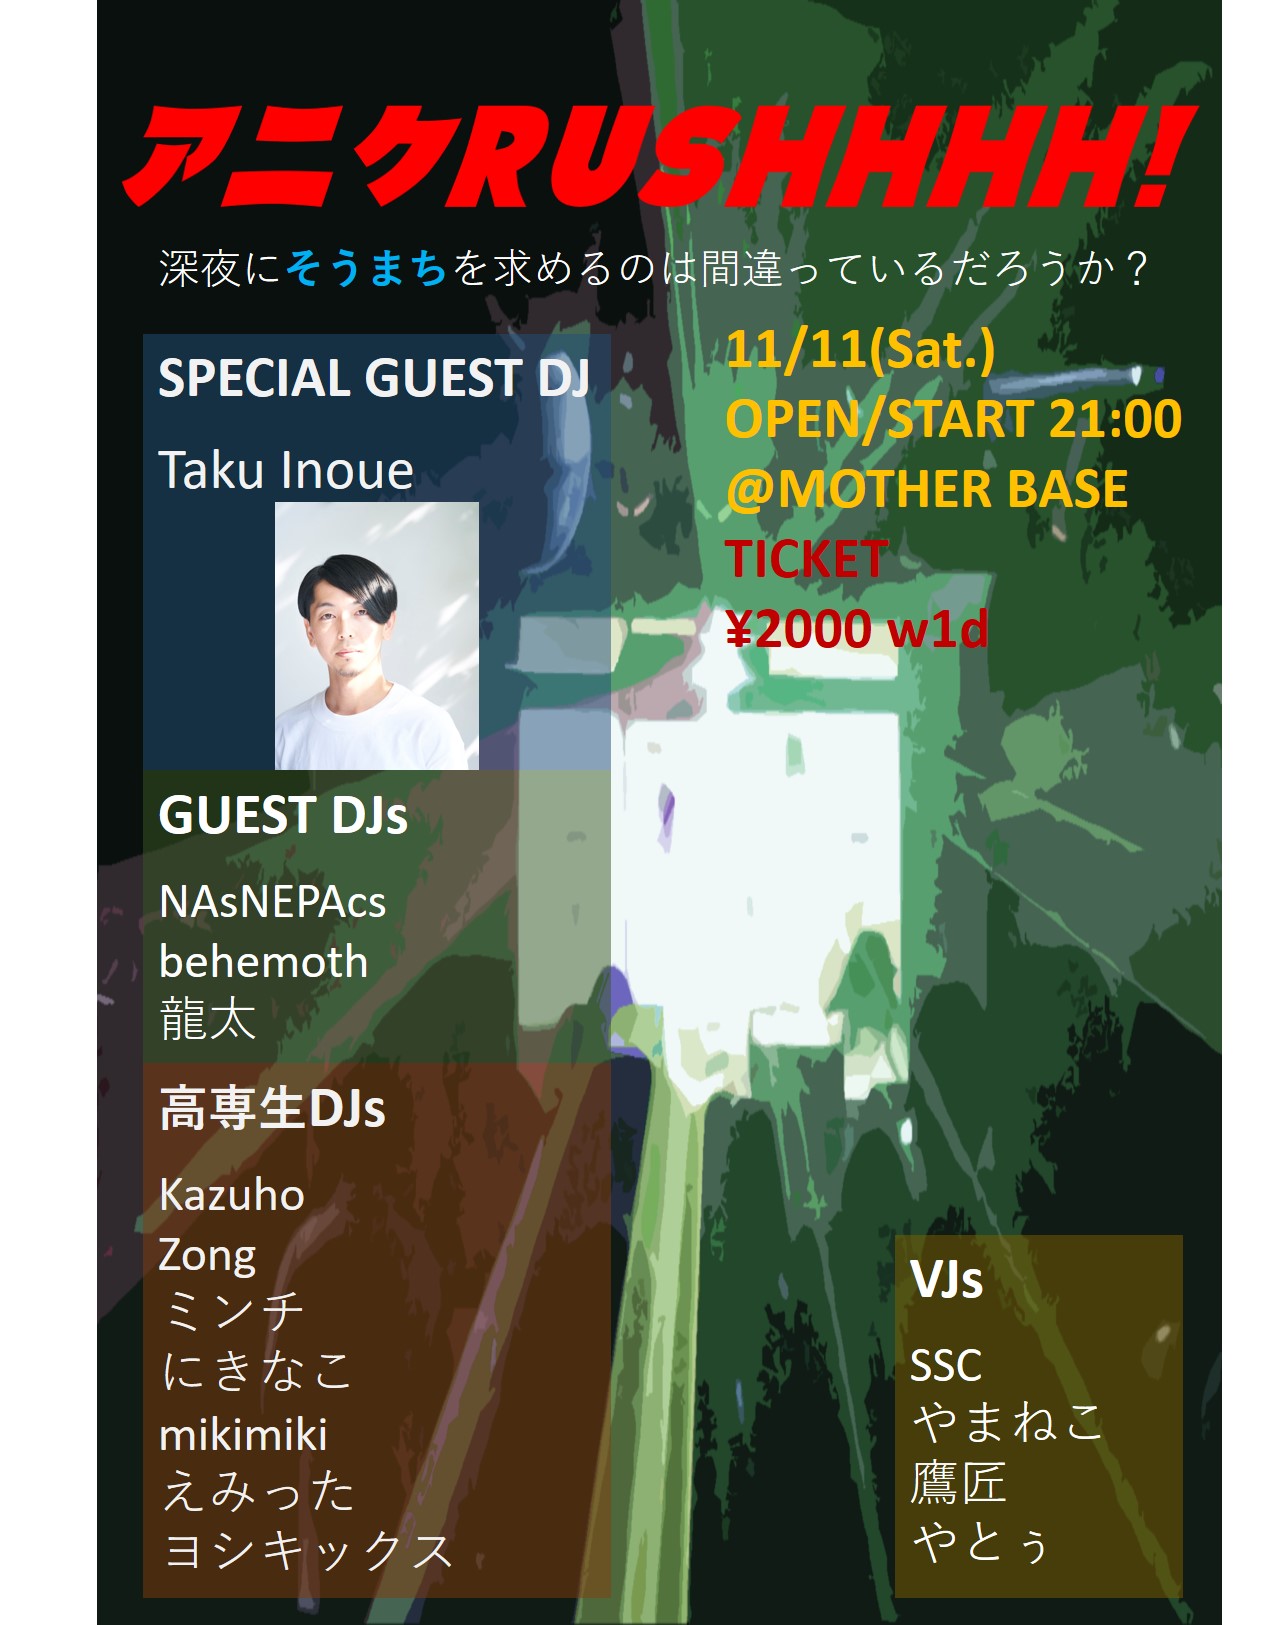 アニクRUSHHHH!
深夜にそうまちを求めるのは間違っているだろうか？
SPECIAL GUEST DJ
Taku Inoue
11/11(Sat.)
OPEN/START 21:00
@MOTHER BASE
TICKET
¥2000 w1d
GUEST DJs
NAsNEPAcs
behemoth
龍太
高専生DJs
Kazuho
Zong
ミンチ
にきなこ
mikimiki
えみった
ヨシキックス
VJs
SSC
やまねこ
鷹匠
やとぅ